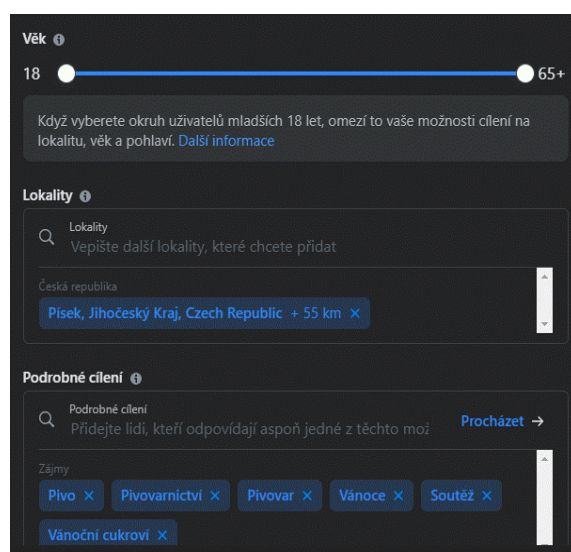 Věk
18 65+
Když vyberete okruh uživatelů mladších 18 let, omezí to vaše možnosti cílení na
lokalitu, věk a pohlaví. Další informace
Lokality
Lokality
Vepište další lokality, které chcete přidat
Česká republika
Písek, Jihočeský Kraj, Czech Republic + 55 km ×
Podrobné cílení
Podrobné cílení
Přidejte lidi, kteří odpovídají aspoň jedné z těchto mož
Procházet →
Zájmy
Pivo × Pivovarnictví × Pivovar × Vánoce × Soutěž ×
Vánoční cukroví ×